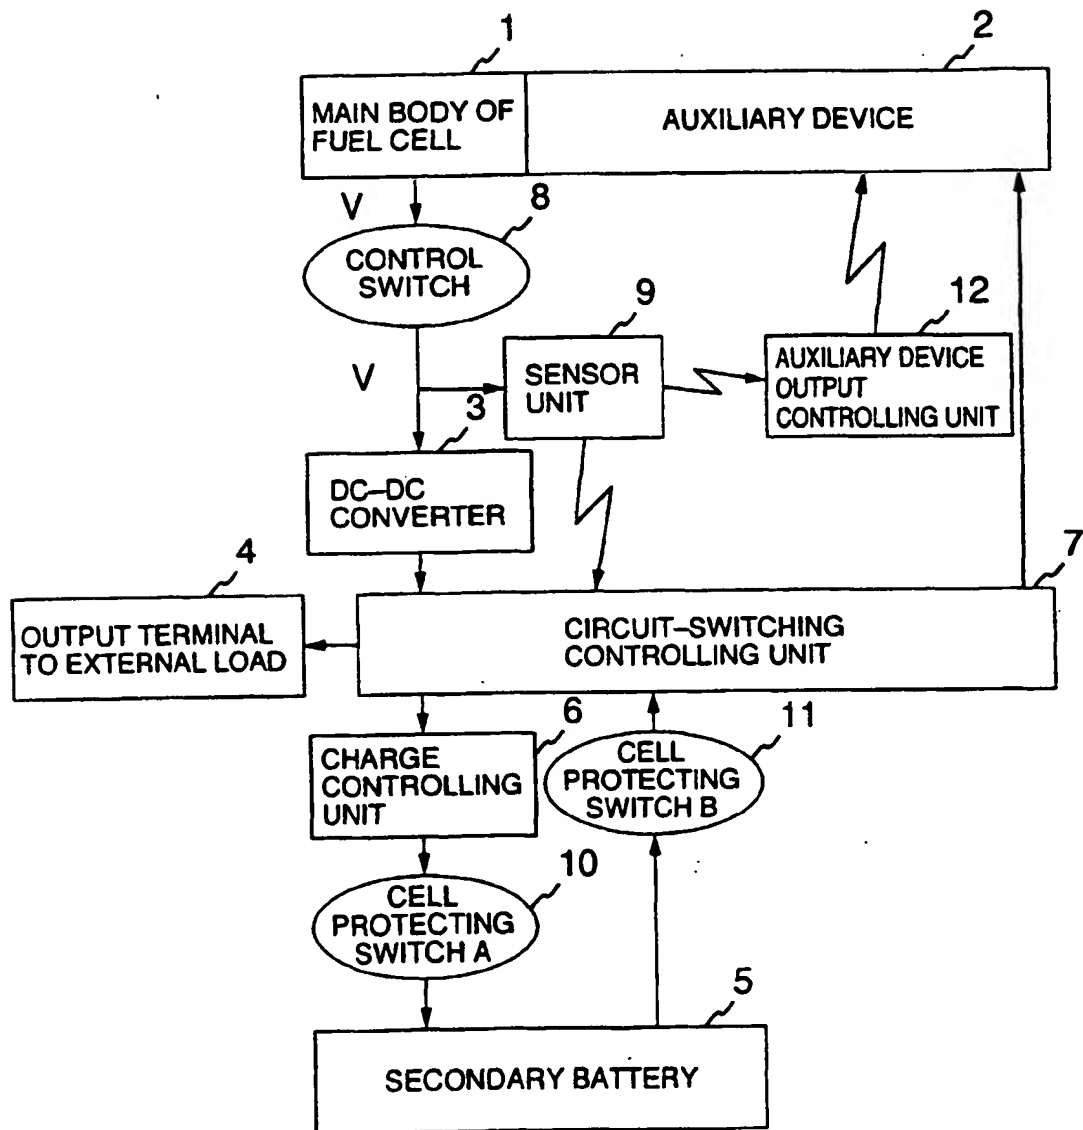 1
2
MAIN BODY OF
FUEL CELL
AUXILIARY DEVICE
V
8
CONTROL
SWITCH
9
12
V
SENSOR
UNIT
AUXILIARY DEVICE
OUTPUT
CONTROLLING UNIT
3
DC–DC
CONVERTER
4
7
OUTPUT TERMINAL
TO EXTERNAL LOAD
CIRCUIT–SWITCHING
CONTROLLING UNIT
6
11
CHARGE
CONTROLLING
UNIT
CELL
PROTECTING
SWITCH B
10
CELL
PROTECTING
SWITCH A
5
SECONDARY BATTERY